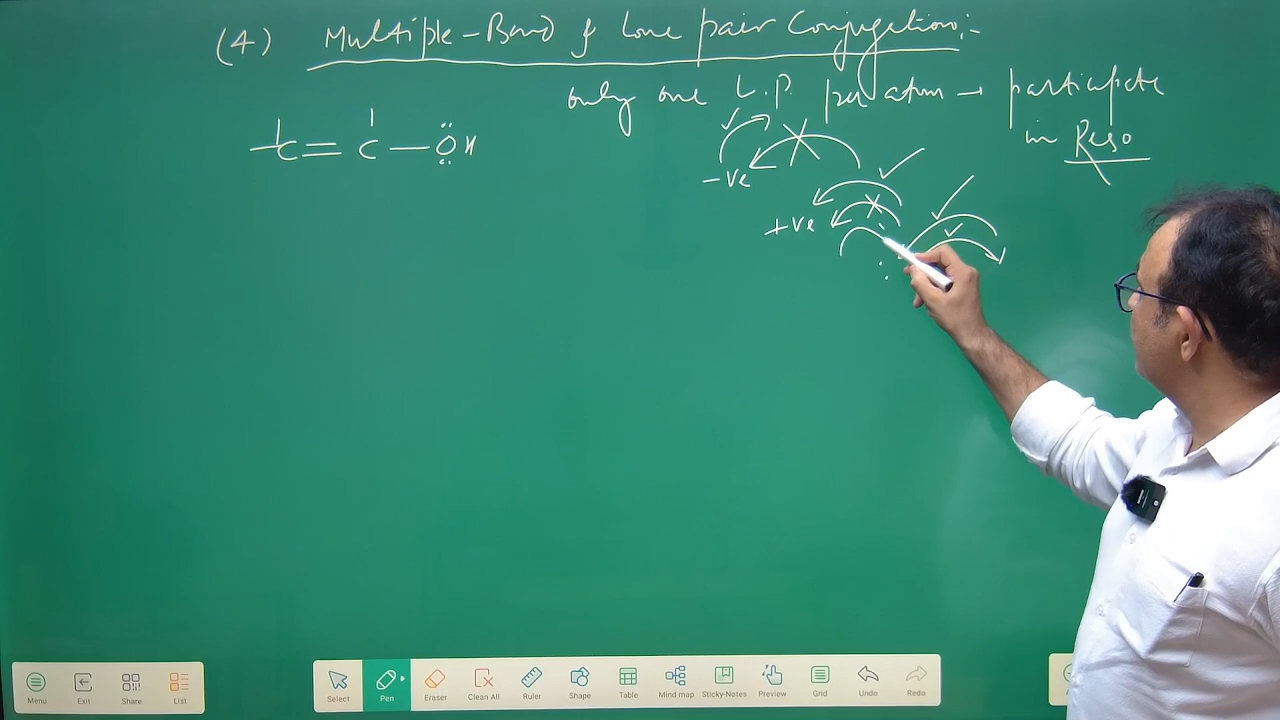 (4) Multiple-Bond & Lone pair Conjugation:-
only one L.P. per atom → participate
in Reso
C = C — ÖH
-ve
+ve
Menu Exit Share List
Select Pen Eraser Clean All Ruler Shape Table Mind map Sticky-Notes Preview Grid Undo Redo